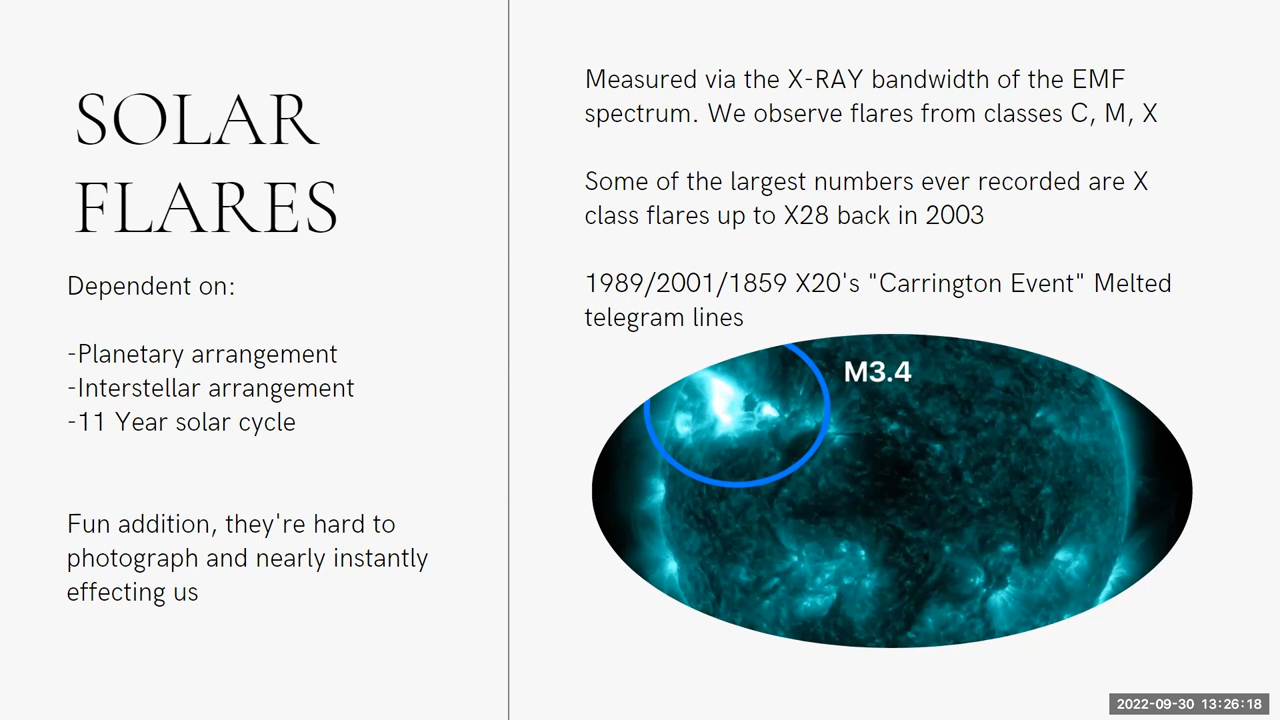 SOLAR
FLARES
Dependent on:
-Planetary arrangement
-Interstellar arrangement
-11 Year solar cycle
Fun addition, they're hard to
photograph and nearly instantly
effecting us
Measured via the X-RAY bandwidth of the EMF
spectrum. We observe flares from classes C, M, X
Some of the largest numbers ever recorded are X
class flares up to X28 back in 2003
1989/2001/1859 X20's "Carrington Event" Melted
telegram lines
M3.4
2022-09-30 13:26:18